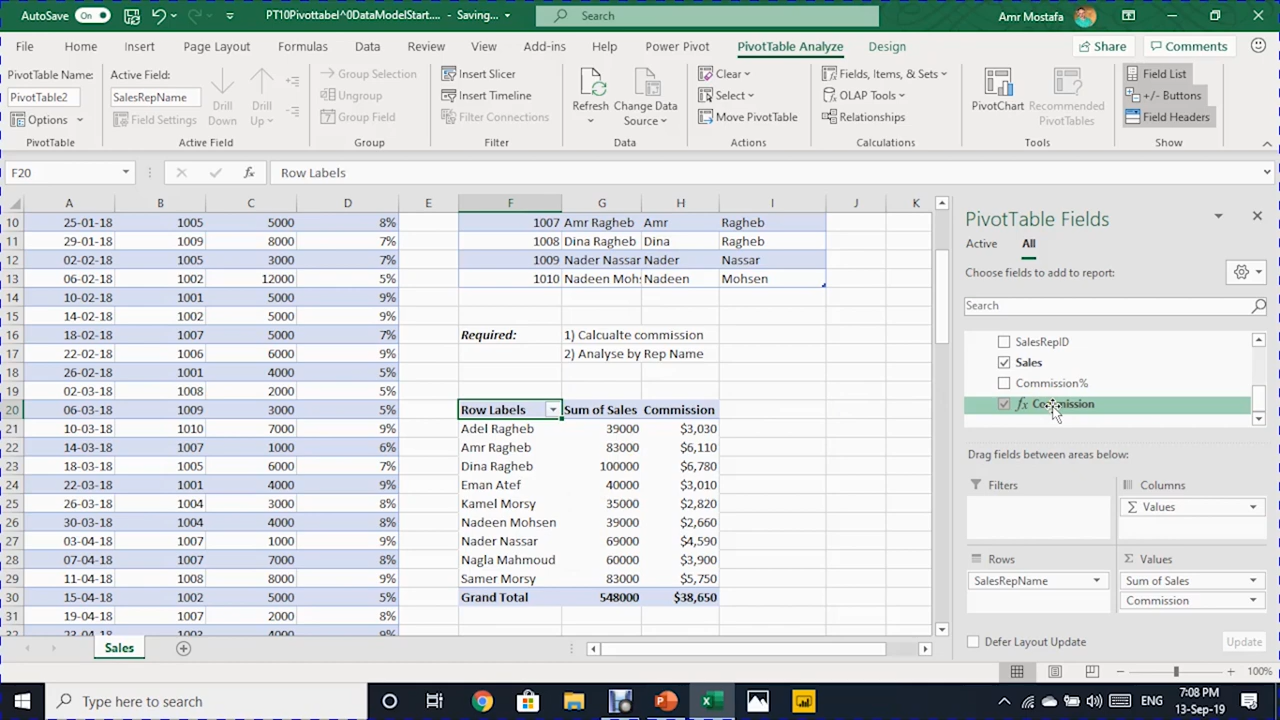 AutoSave On PT10Pivottabel^0DataModelStart.... - Saving... Search Amr Mostafa
File Home Insert Page Layout Formulas Data Review View Add-ins Help Power Pivot PivotTable Analyze Design Share Comments
PivotTable Name: Active Field: Group Selection Insert Slicer Clear Fields, Items, & Sets Field List
PivotTable2 SalesRepName Drill Down Drill Up Ungroup Insert Timeline Refresh Change Data Source Select OLAP Tools PivotChart Recommended PivotTables +/- Buttons
Options Field Settings Group Field Filter Connections Move PivotTable Relationships Field Headers
PivotTable Active Field Group Filter Data Actions Calculations Tools Show
F20 fx Row Labels
A B C D E F G H I J K
10 25-01-18 1005 5000 8% 1007 Amr Ragheb Amr Ragheb
11 29-01-18 1009 8000 7% 1008 Dina Ragheb Dina Ragheb
12 02-02-18 1005 3000 7% 1009 Nader Nassar Nader Nassar
13 06-02-18 1002 12000 5% 1010 Nadeen Moh Nadeen Mohsen
14 10-02-18 1001 5000 9%
15 14-02-18 1002 5000 9%
16 18-02-18 1007 5000 7% Required: 1) Calcualte commission
17 22-02-18 1006 6000 9% 2) Analyse by Rep Name
18 26-02-18 1001 4000 5%
19 02-03-18 1008 2000 5%
20 06-03-18 1009 3000 5% Row Labels Sum of Sales Commission
21 10-03-18 1010 7000 9% Adel Ragheb 39000 $3,030
22 14-03-18 1007 1000 6% Amr Ragheb 83000 $6,110
23 18-03-18 1005 6000 7% Dina Ragheb 100000 $6,780
24 22-03-18 1001 4000 9% Eman Atef 40000 $3,010
25 26-03-18 1004 3000 8% Kamel Morsy 35000 $2,820
26 30-03-18 1004 4000 8% Nadeen Mohsen 39000 $2,660
27 03-04-18 1007 1000 9% Nader Nassar 69000 $4,590
28 07-04-18 1007 7000 8% Nagla Mahmoud 60000 $3,900
29 11-04-18 1008 8000 9% Samer Morsy 83000 $5,750
30 15-04-18 1002 5000 5% Grand Total 548000 $38,650
31 19-04-18 1007 2000 8%
32 23-04-18 1003 4000 9%
Sales
PivotTable Fields
Active All
Choose fields to add to report:
Search
SalesRepID
Sales
Commission%
fx Commission
Drag fields between areas below:
Filters Columns
Σ Values
Rows Σ Values
SalesRepName Sum of Sales
Commission
Defer Layout Update Update
100%
Type here to search ENG 7:08 PM
13-Sep-19